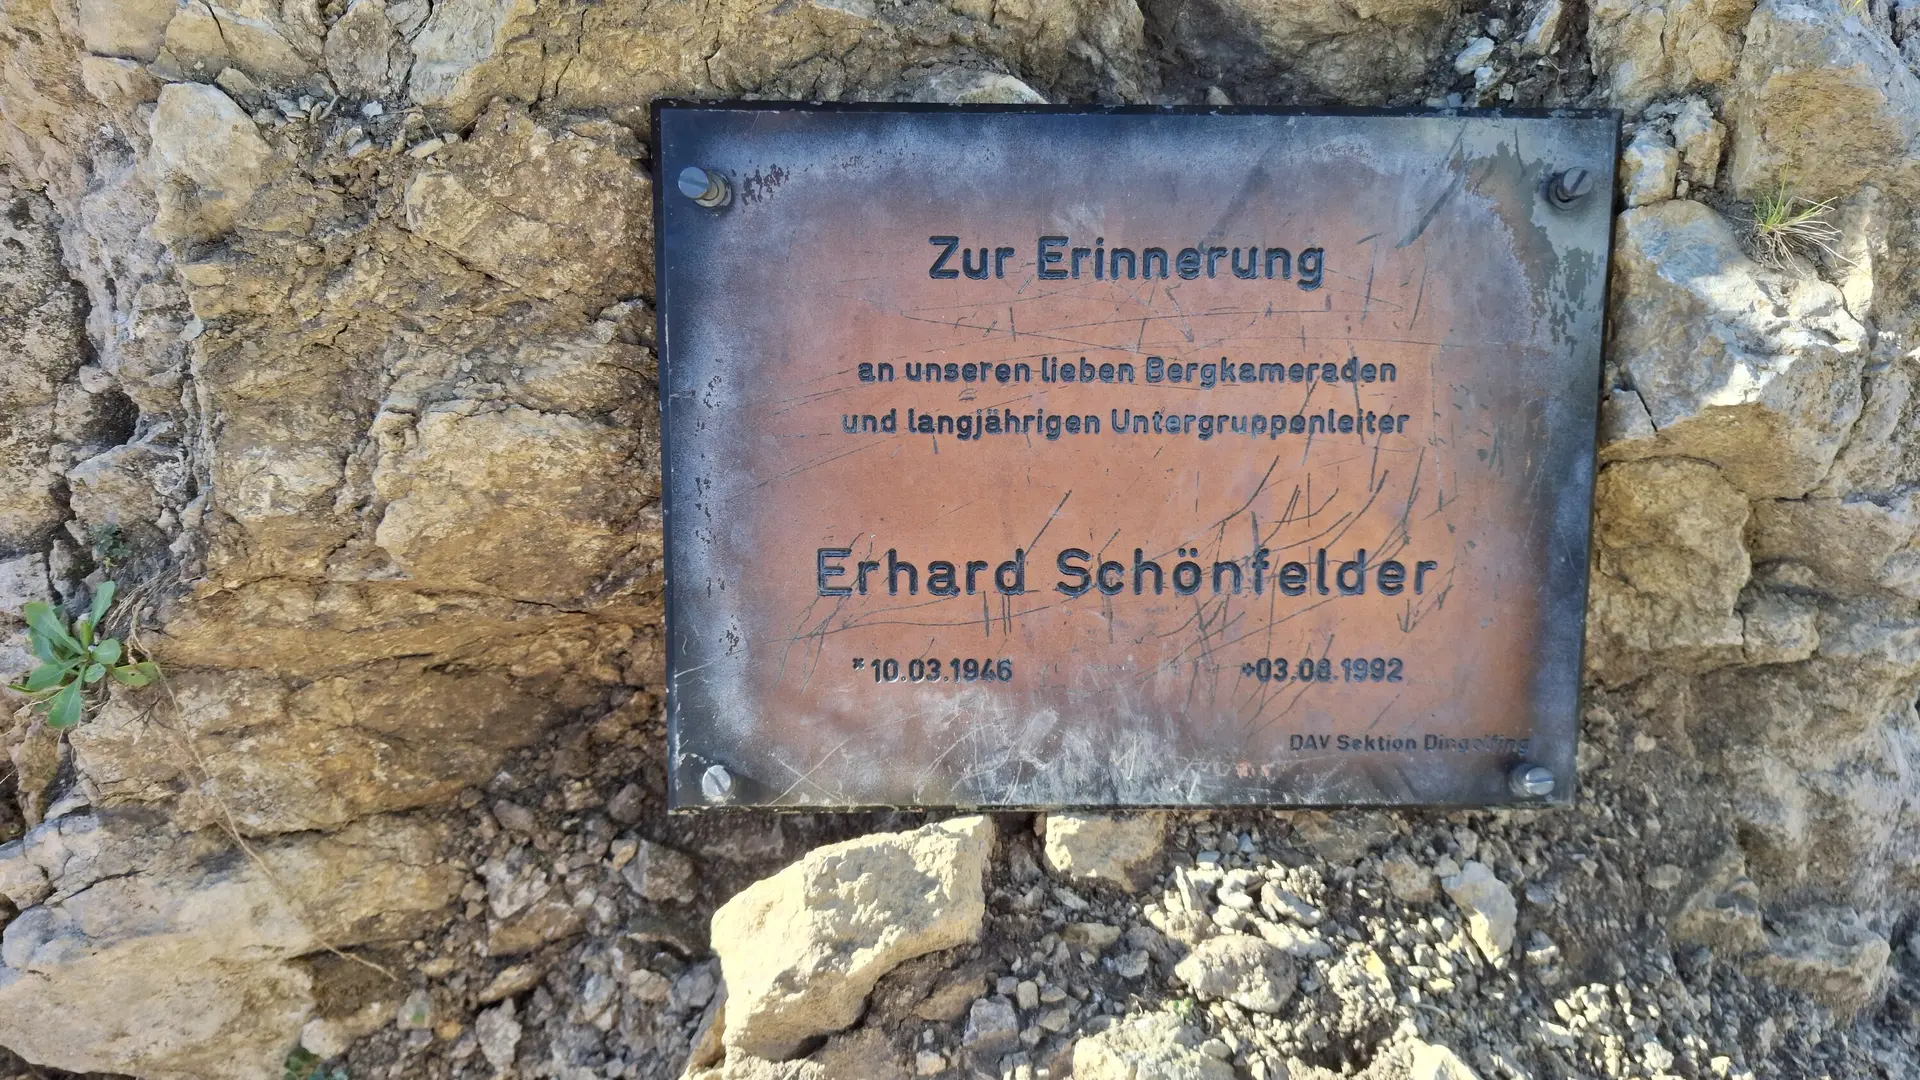 Zur Erinnerung
an unseren lieben Bergkameraden
und langjährigen Untergruppenleiter
Erhard Schönfelder
*10.03.1946 +03.08.1992
DAV Sektion Dingolfing